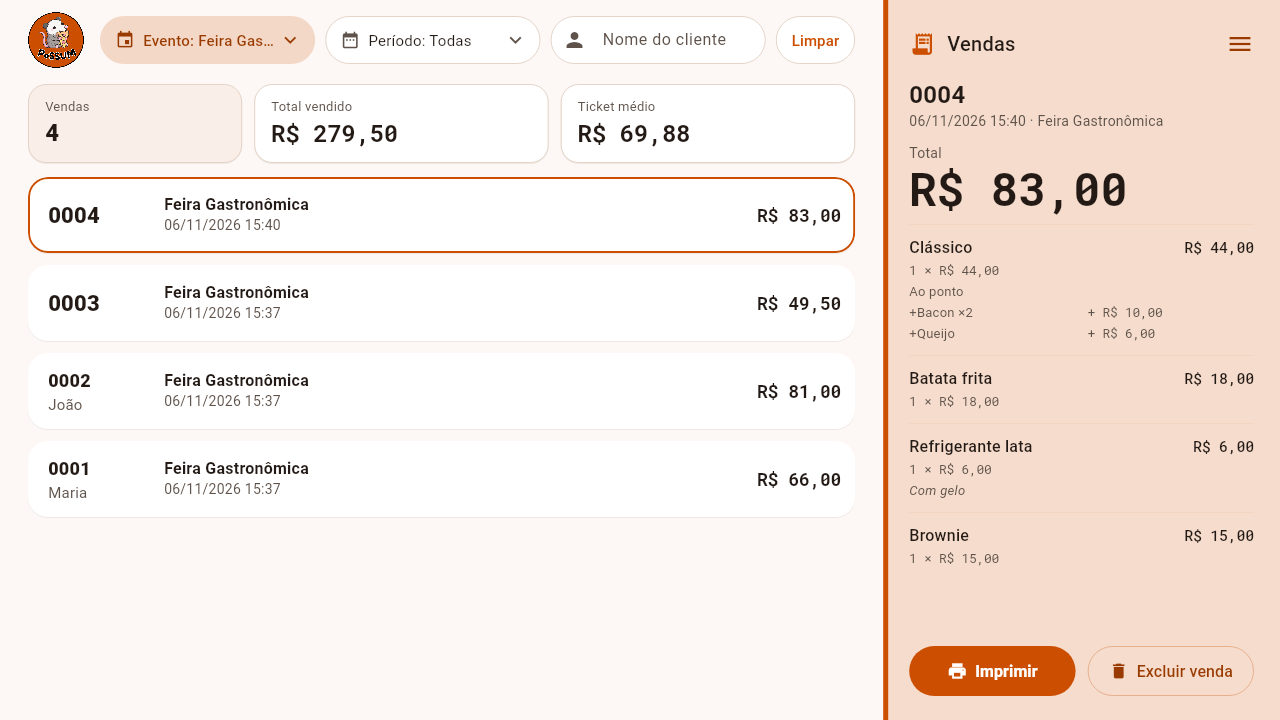 POSSUM
Evento: Feira Gas...
Período: Todas
Nome do cliente
Limpar
Vendas
4
Total vendido
R$ 279,50
Ticket médio
R$ 69,88
0004
Feira Gastronômica
06/11/2026 15:40
R$ 83,00
0003
Feira Gastronômica
06/11/2026 15:37
R$ 49,50
0002
João
Feira Gastronômica
06/11/2026 15:37
R$ 81,00
0001
Maria
Feira Gastronômica
06/11/2026 15:37
R$ 66,00
Vendas
0004
06/11/2026 15:40 · Feira Gastronômica
Total
R$ 83,00
Clássico R$ 44,00
1 × R$ 44,00
Ao ponto
+Bacon ×2 + R$ 10,00
+Queijo + R$ 6,00
Batata frita R$ 18,00
1 × R$ 18,00
Refrigerante lata R$ 6,00
1 × R$ 6,00
Com gelo
Brownie R$ 15,00
1 × R$ 15,00
Imprimir
Excluir venda